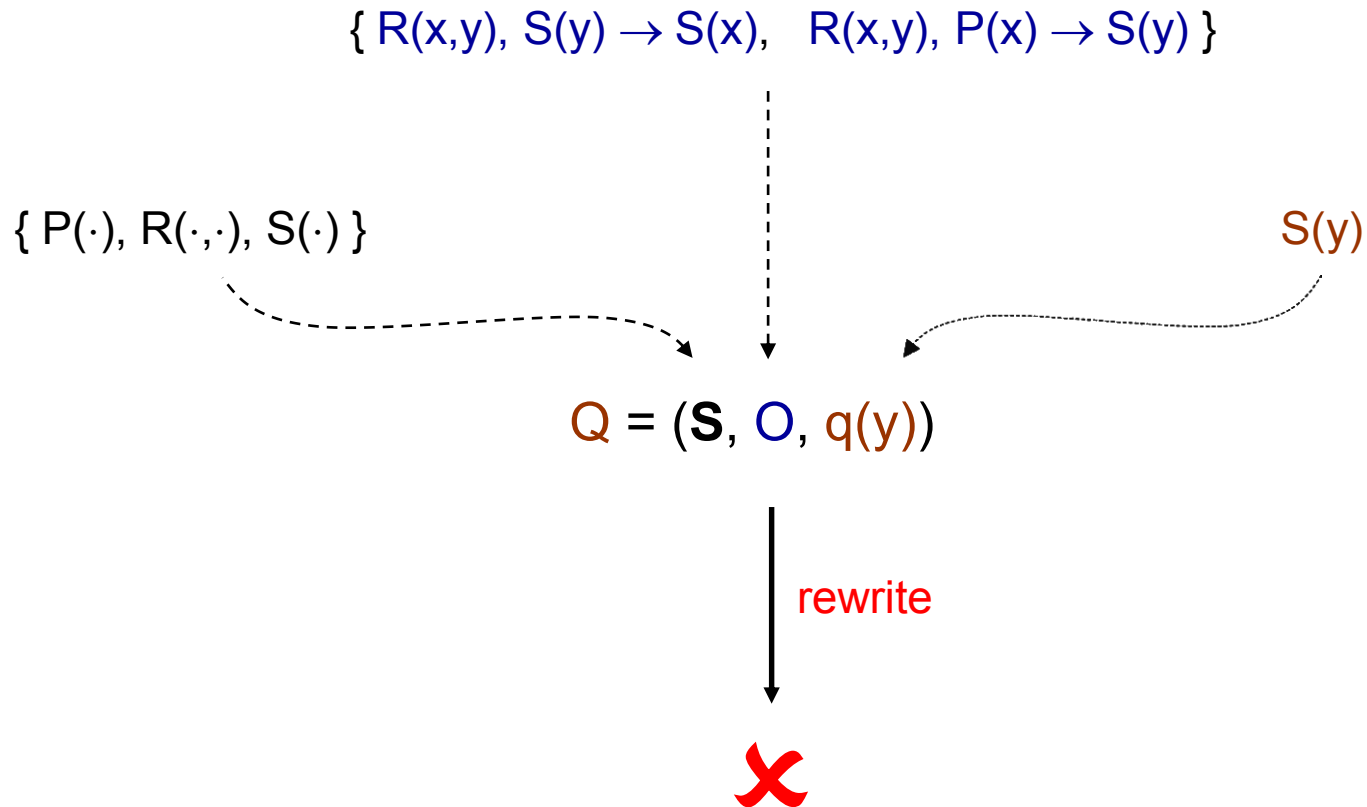 { R(x,y), S(y) → S(x), R(x,y), P(x) → S(y) }
{ P(·), R(·,·), S(·) }
S(y)
Q = (S, O, q(y))
rewrite